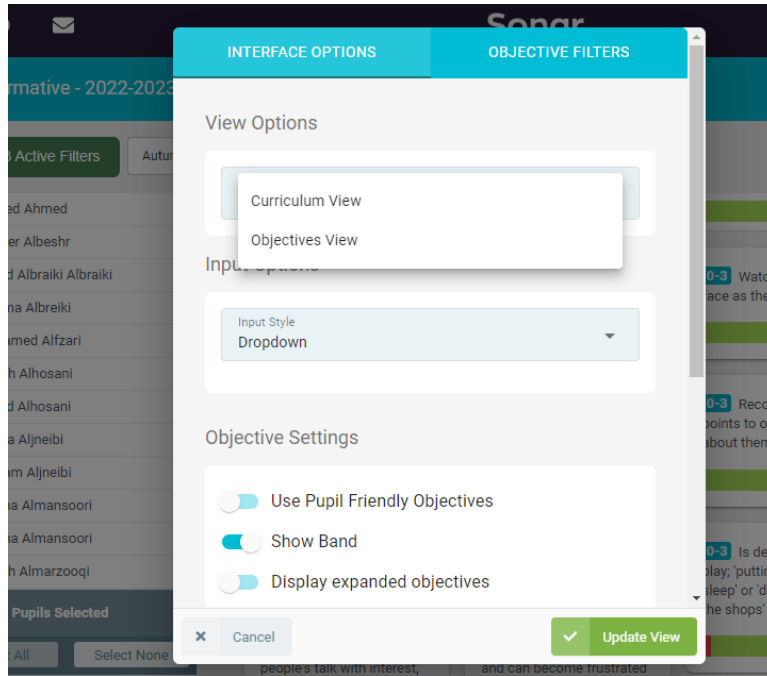 Sonar
INTERFACE OPTIONS
OBJECTIVE FILTERS
rmative - 2022-2023
View Options
Active Filters
Autur
Curriculum View
Objectives View
ed Ahmed
er Albeshr
d Albraiki Albraiki
na Albreiki
amed Alfzari
h Alhosani
d Alhosani
a Aljneibi
am Aljneibi
na Almansoori
na Almansoori
h Almarzooqi
Pupils Selected
All
Select None
Input Options
Input Style
Dropdown
Objective Settings
Use Pupil Friendly Objectives
Show Band
Display expanded objectives
Cancel
Update View
0-3 Watc
face as the
0-3 Reco
points to o
about them
0-3 Is de
play; 'puttin
sleep' or 'd
the shops'
people's talk with interest,
and can become frustrated